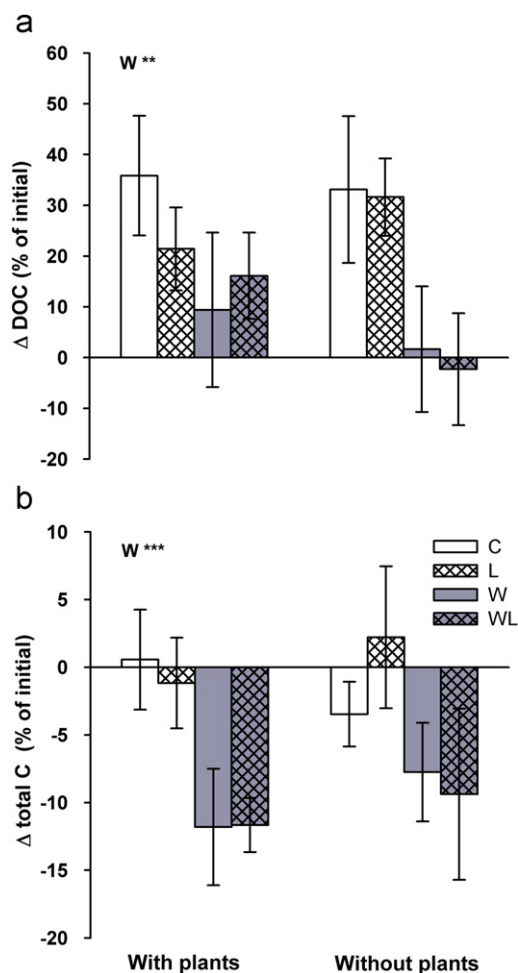 a
60
W **
50
40
30
20
10
0
-10
-20
Δ DOC (% of initial)
b
10
W ***
5
0
-5
-10
-15
-20
Δ total C (% of initial)
C
L
W
WL
With plants
Without plants